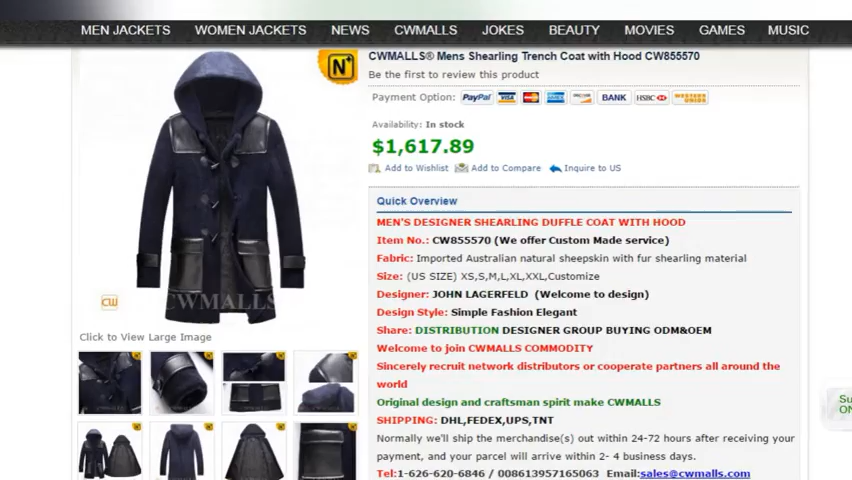 MEN JACKETS WOMEN JACKETS NEWS CWMALLS JOKES BEAUTY MOVIES GAMES MUSIC
N+
CWMALLS® Mens Shearling Trench Coat with Hood CW855570
Be the first to review this product
Payment Option: PayPal VISA BANK HSBC WESTERN UNION
Availability: In stock
$1,617.89
Add to Wishlist Add to Compare Inquire to US
Quick Overview
MEN'S DESIGNER SHEARLING DUFFLE COAT WITH HOOD
Item No.: CW855570 (We offer Custom Made service)
Fabric: Imported Australian natural sheepskin with fur shearling material
Size: (US SIZE) XS,S,M,L,XL,XXL,Customize
Designer: JOHN LAGERFELD (Welcome to design)
Design Style: Simple Fashion Elegant
Share: DISTRIBUTION DESIGNER GROUP BUYING ODM&OEM
Welcome to join CWMALLS COMMODITY
Sincerely recruit network distributors or cooperate partners all around the
world
Original design and craftsman spirit make CWMALLS
SHIPPING: DHL,FEDEX,UPS,TNT
Normally we'll ship the merchandise(s) out within 24-72 hours after receiving your
payment, and your parcel will arrive within 2- 4 business days.
Tel:1-626-620-6846 / 008613957165063 Email:sales@cwmalls.com
CW CWMALLS
Click to View Large Image
Su
ON